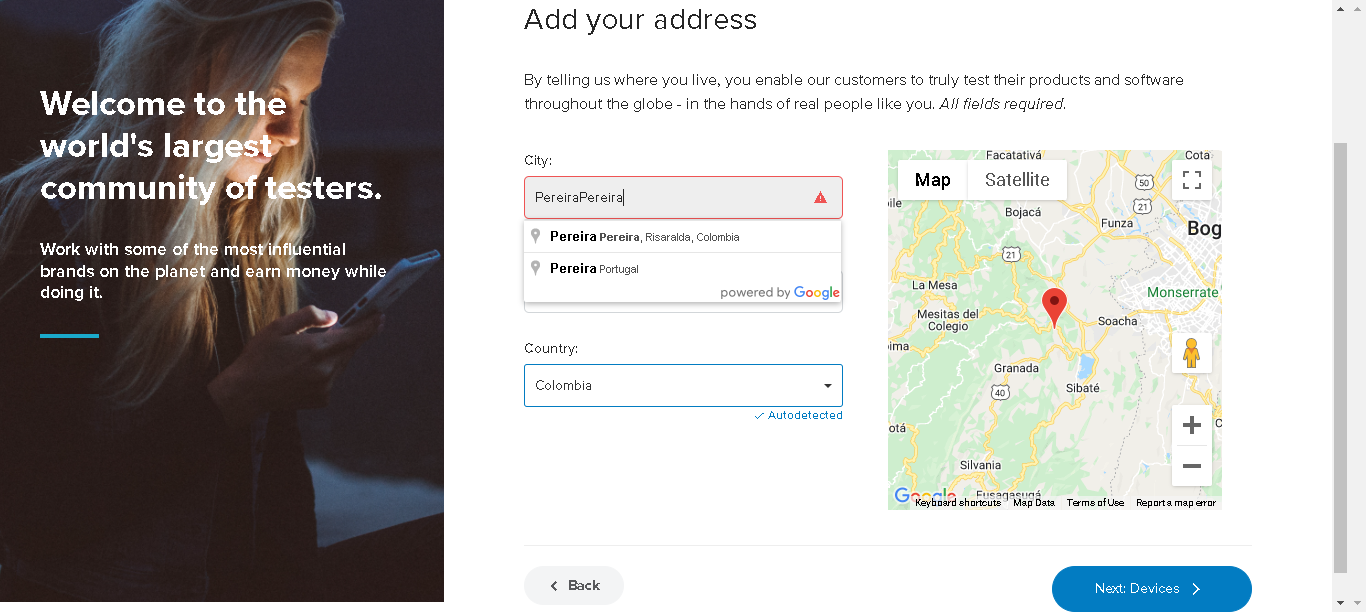 Welcome to the
world's largest
community of testers.
Work with some of the most influential
brands on the planet and earn money while
doing it.
Add your address
By telling us where you live, you enable our customers to truly test their products and software
throughout the globe - in the hands of real people like you. All fields required.
City:
PereiraPereira
Pereira Pereira, Risaralda, Colombia
Pereira Portugal
powered by Google
Country:
Colombia
Autodetected
Map
Satellite
Facatativá
Cota
50
21
Bojacá
Funza
Bog
21
La Mesa
Monserrate
Mesitas del
Colegio
Soacha
Granada
Sibaté
40
Silvania
Fusagasugá
Google
Keyboard shortcuts
Map Data
Terms of Use
Report a map error
Back
Next: Devices